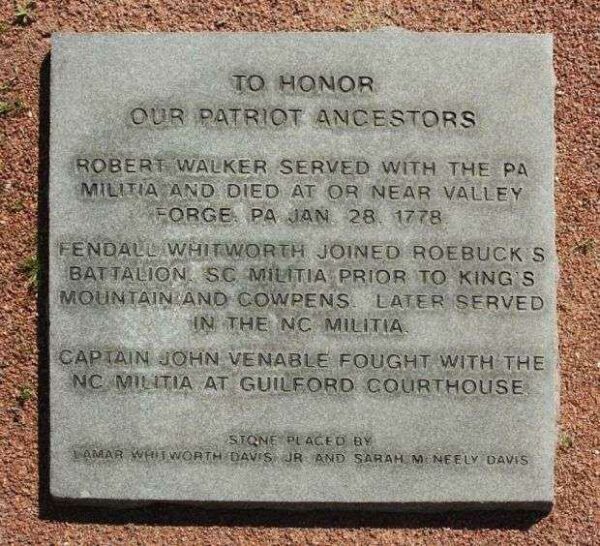 TO HONOR
OUR PATRIOT ANCESTORS
ROBERT WALKER SERVED WITH THE PA
MILITIA AND DIED AT OR NEAR VALLEY
FORGE, PA JAN. 28, 1778
FENDALL WHITWORTH JOINED ROEBUCK'S
BATTALION, SC MILITIA PRIOR TO KING'S
MOUNTAIN AND COWPENS. LATER SERVED
IN THE NC MILITIA.
CAPTAIN JOHN VENABLE FOUGHT WITH THE
NC MILITIA AT GUILFORD COURTHOUSE.
STONE PLACED BY
LAMAR WHITWORTH DAVIS, JR. AND SARAH McNEELY DAVIS